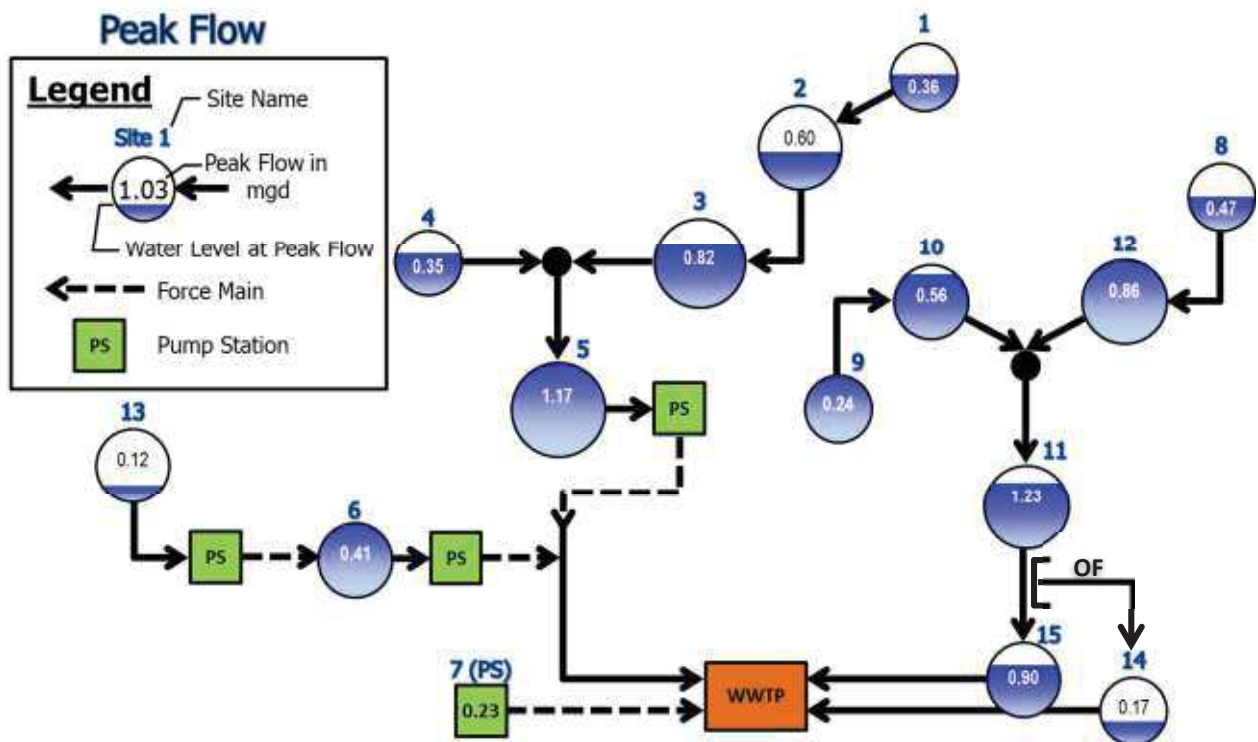 Peak Flow
Legend
Site Name
Site 1
Peak Flow in
mgd
1.03
Water Level at Peak Flow
Force Main
PS
Pump Station
1
0.36
2
0.60
3
0.82
4
0.35
5
1.17
PS
8
0.47
10
0.56
12
0.86
9
0.24
13
0.12
PS
6
0.41
PS
11
1.23
OF
15
0.90
14
0.17
7 (PS)
0.23
WWTP